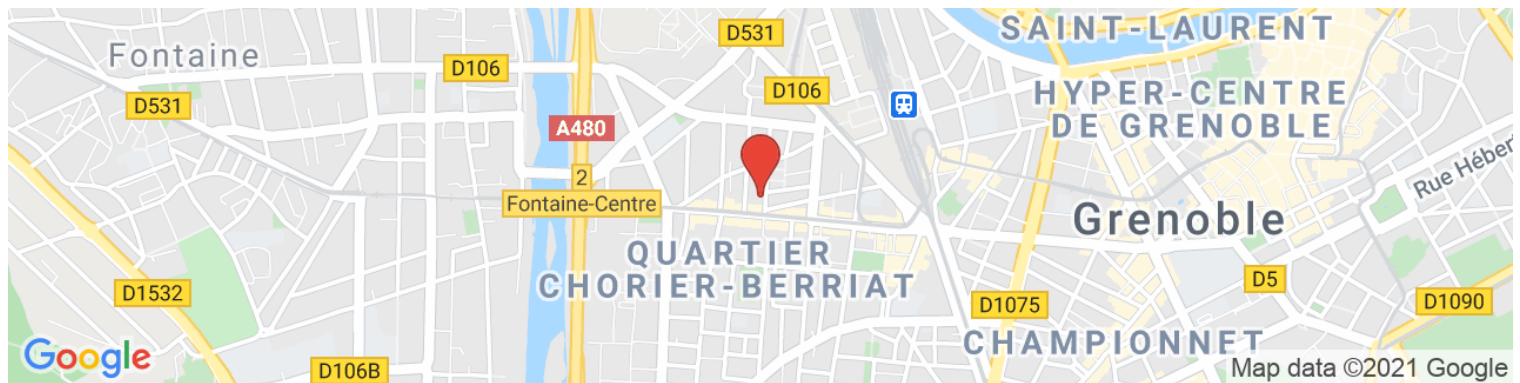 SAINT-LAURENT
D531
Fontaine
D106
D106
HYPER-CENTRE
DE GRENOBLE
D531
A480
2
Fontaine-Centre
Rue Héber
Grenoble
QUARTIER
CHORIER-BERRIAT
D5
D1532
D1075
D1090
CHAMPIONNET
Google
D106B
Map data ©2021 Google